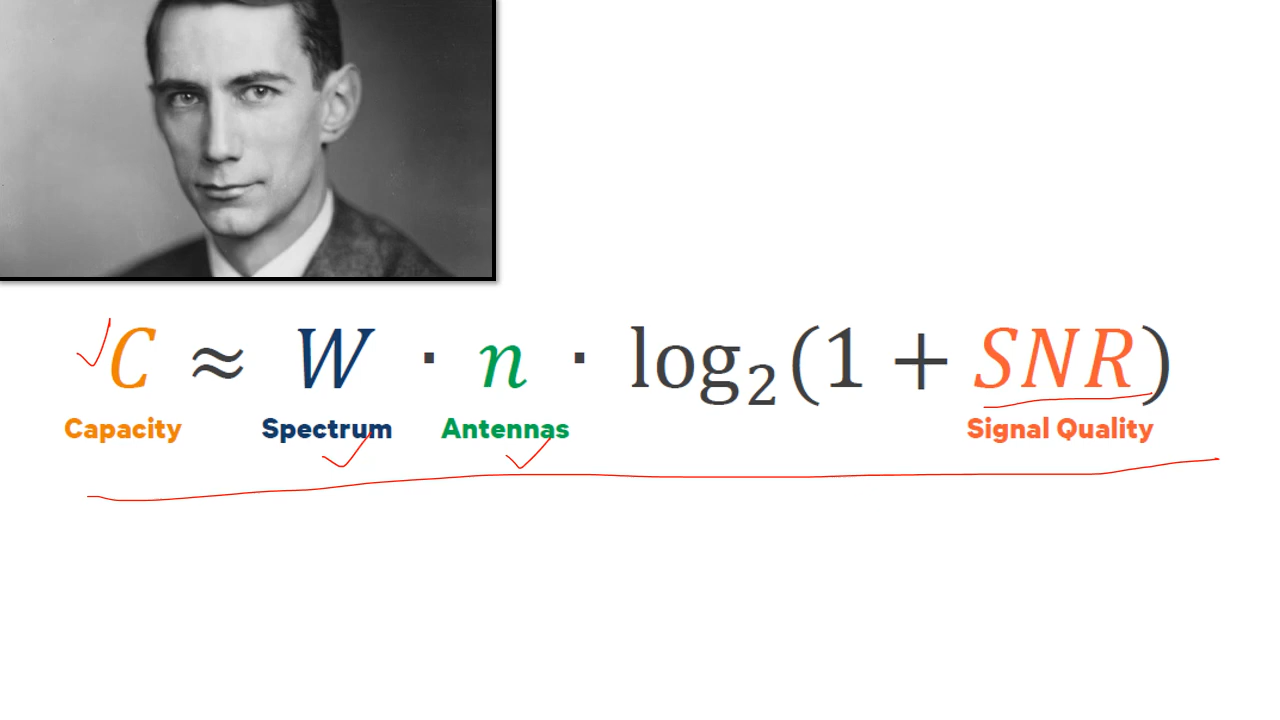 C ≈ W · n · log₂(1 + SNR)
Capacity Spectrum Antennas Signal Quality